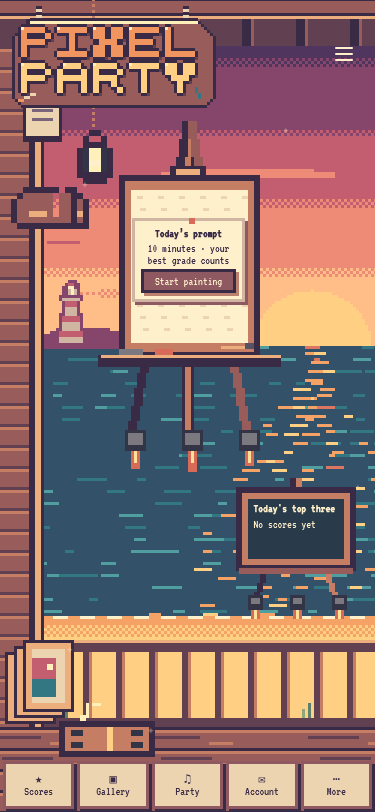 PIXEL
PARTY
Today's prompt
10 minutes · your
best grade counts
Start painting
Today's top three
No scores yet
Scores
Gallery
Party
Account
More